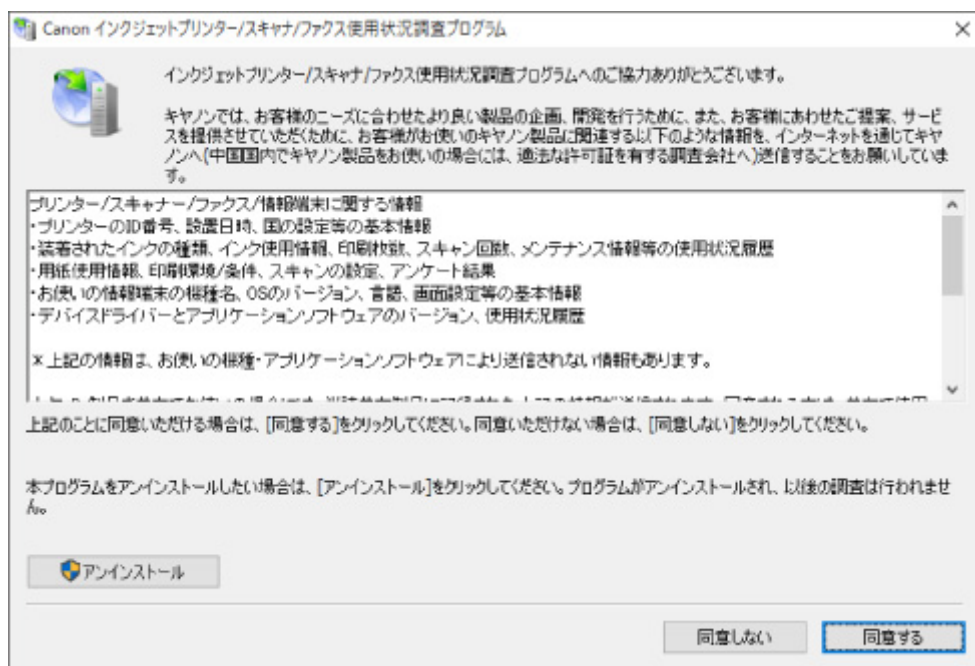 Canon インクジェットプリンター/スキャナ/ファクス使用状況調査プログラム
インクジェットプリンター/スキャナ/ファクス使用状況調査プログラムへのご協力ありがとうございます。
キヤノンでは、お客様のニーズに合わせたより良い製品の企画、開発を行うために、また、お客様にあわせたご提案、サービ
スを提供させていただくために、お客様がお使いのキヤノン製品に関連する以下のような情報を、インターネットを通じてキヤ
ノンへ(中国国内でキヤノン製品をお使いの場合には、適法な許可証を有する調査会社へ)送信することをお願いしていま
す。
プリンター/スキャナー/ファクス/情報端末に関する情報
・プリンターのID番号、設置日時、国の設定等の基本情報
・装着されたインクの種類、インク使用情報、印刷枚数、スキャン回数、メンテナンス情報等の使用状況履歴
・用紙使用情報、印刷環境/条件、スキャンの設定、アンケート結果
・お使いの情報端末の機種名、OSのバージョン、言語、画面設定等の基本情報
・デバイスドライバーとアプリケーションソフトウェアのバージョン、使用状況履歴
※上記の情報は、お使いの機種・アプリケーションソフトウェアにより送信されない情報もあります。
上記のことに同意いただける場合は、[同意する]をクリックしてください。同意いただけない場合は、[同意しない]をクリックしてください。
本プログラムをアンインストールしたい場合は、[アンインストール]をクリックしてください。プログラムがアンインストールされ、以後の調査は行われませ
ん。
アンインストール
同意しない
同意する